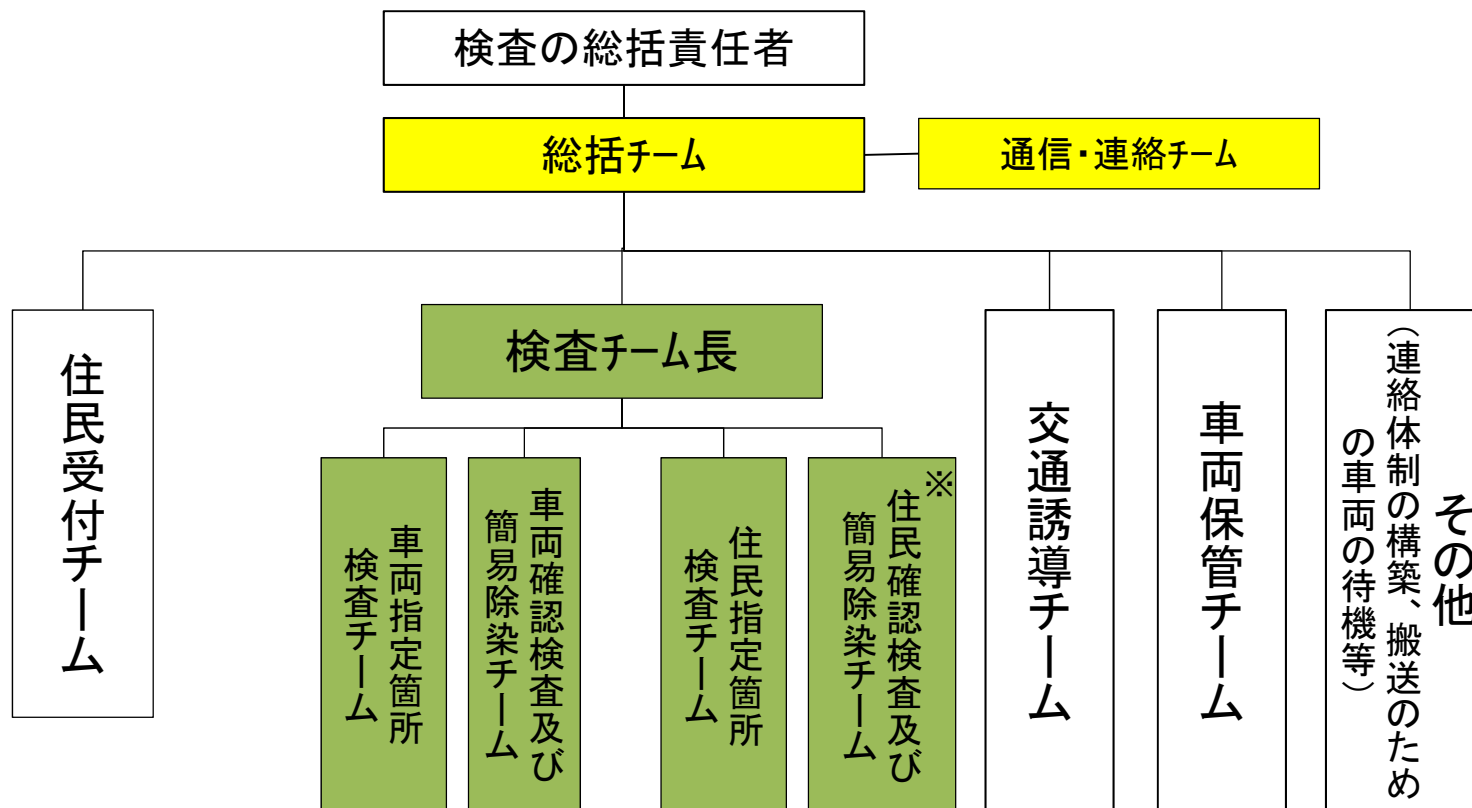 検査の総括責任者
総括チーム
通信・連絡チーム
住民受付チーム
検査チーム長
車両指定箇所
検査チーム
車両確認検査及び
簡易除染チーム
住民指定箇所
検査チーム
※
住民確認検査及び
簡易除染チーム
交通誘導チーム
車両保管チーム
その他
（連絡体制の構築、搬送のため
の車両の待機等）